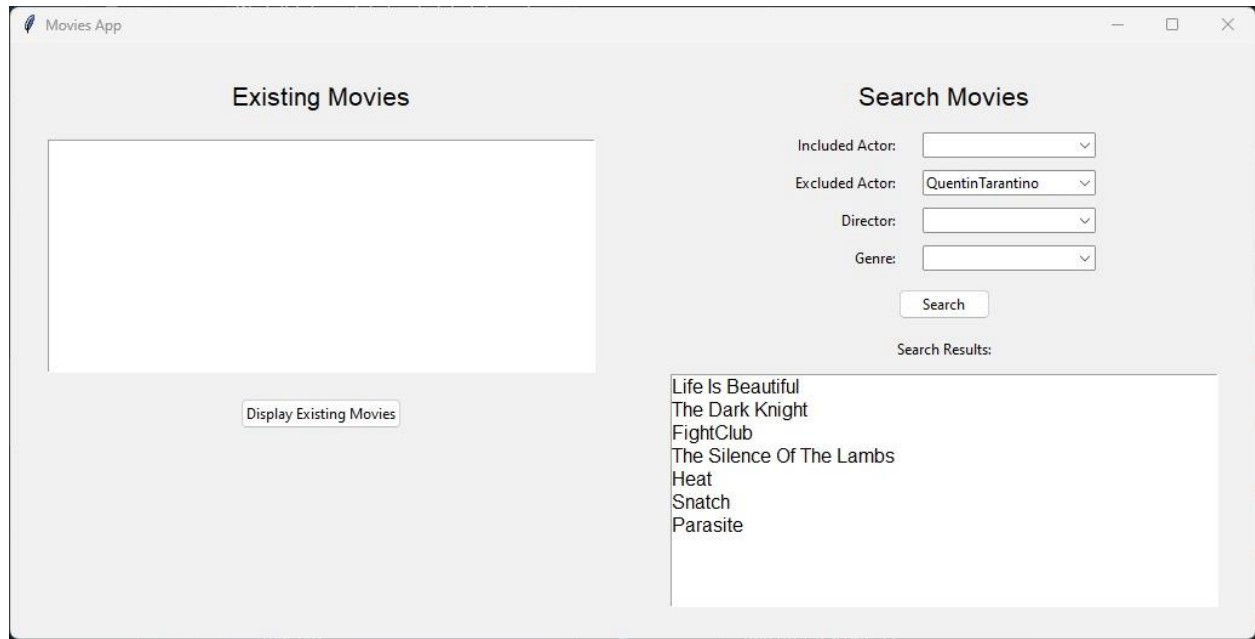 Movies App
Existing Movies
Display Existing Movies
Search Movies
Included Actor:
Excluded Actor: QuentinTarantino
Director:
Genre:
Search
Search Results:
Life Is Beautiful
The Dark Knight
FightClub
The Silence Of The Lambs
Heat
Snatch
Parasite